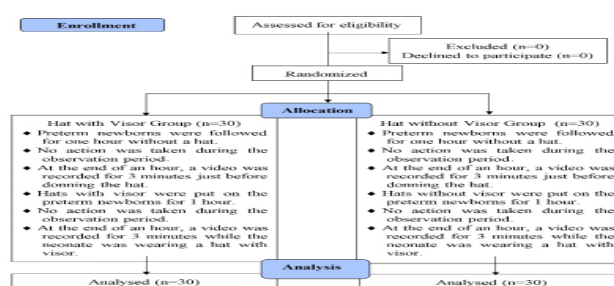 Enrollment
Assessed for eligibility
Excluded (n=0)
Declined to participate (n=0)
Randomized
Allocation
Hat with Visor Group (n=30)
◆ Preterm newborns were followed
for one hour without a hat.
◆ No action was taken during the
observation period.
◆ At the end of an hour, a video was
recorded for 3 minutes just before
donning the hat.
◆ Hats with visor were put on the
preterm newborns for 1 hour.
◆ No action was taken during the
observation period.
◆ At the end of an hour, a video was
recorded for 3 minutes while the
neonate was wearing a hat with
visor.
Hat without Visor Group (n=30)
◆ Preterm newborns were followed
for one hour without a hat.
◆ No action was taken during the
observation period.
◆ At the end of an hour, a video was
recorded for 3 minutes just before
donning the hat.
◆ Hats without visor were put on the
preterm newborns for 1 hour.
◆ No action was taken during the
observation period.
◆ At the end of an hour, a video was
recorded for 3 minutes while the
neonate was wearing a hat without
visor.
Analysis
Analysed (n=30)
Analysed (n=30)